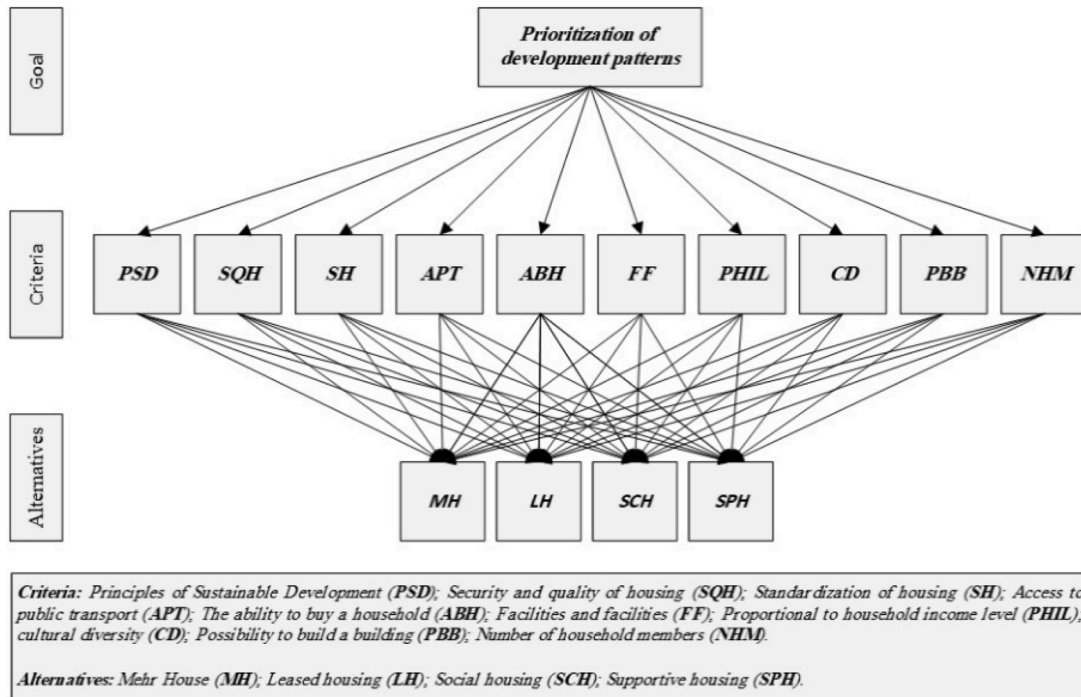 Goal
Prioritization of
development patterns
Criteria
PSD SQH SH APT ABH FF PHIL CD PBB NHM
Alternatives
MH LH SCH SPH
Criteria: Principles of Sustainable Development (PSD); Security and quality of housing (SQH); Standardization of housing (SH); Access to
public transport (APT); The ability to buy a household (ABH); Facilities and facilities (FF); Proportional to household income level (PHIL);
cultural diversity (CD); Possibility to build a building (PBB); Number of household members (NHM).
Alternatives: Mehr House (MH); Leased housing (LH); Social housing (SCH); Supportive housing (SPH).